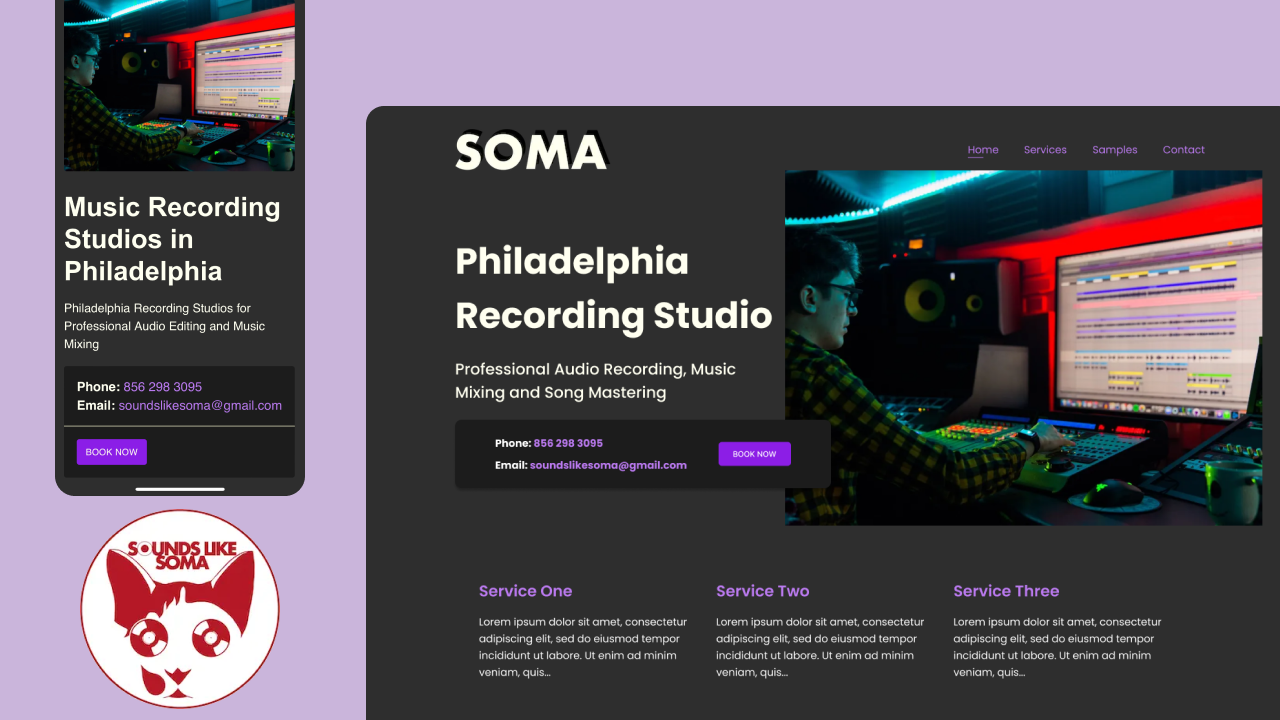 Music Recording
Studios in
Philadelphia
Philadelphia Recording Studios for
Professional Audio Editing and Music
Mixing
Phone: 856 298 3095
Email: soundslikesoma@gmail.com
BOOK NOW
SOUNDS LIKE
SOMA
SOMA
Home Services Samples Contact
Philadelphia
Recording Studio
Professional Audio Recording, Music
Mixing and Song Mastering
Phone: 856 298 3095
Email: soundslikesoma@gmail.com
BOOK NOW
Service One
Lorem ipsum dolor sit amet, consectetur
adipiscing elit, sed do eiusmod tempor
incididunt ut labore. Ut enim ad minim
veniam, quis...
Service Two
Lorem ipsum dolor sit amet, consectetur
adipiscing elit, sed do eiusmod tempor
incididunt ut labore. Ut enim ad minim
veniam, quis...
Service Three
Lorem ipsum dolor sit amet, consectetur
adipiscing elit, sed do eiusmod tempor
incididunt ut labore. Ut enim ad minim
veniam, quis...